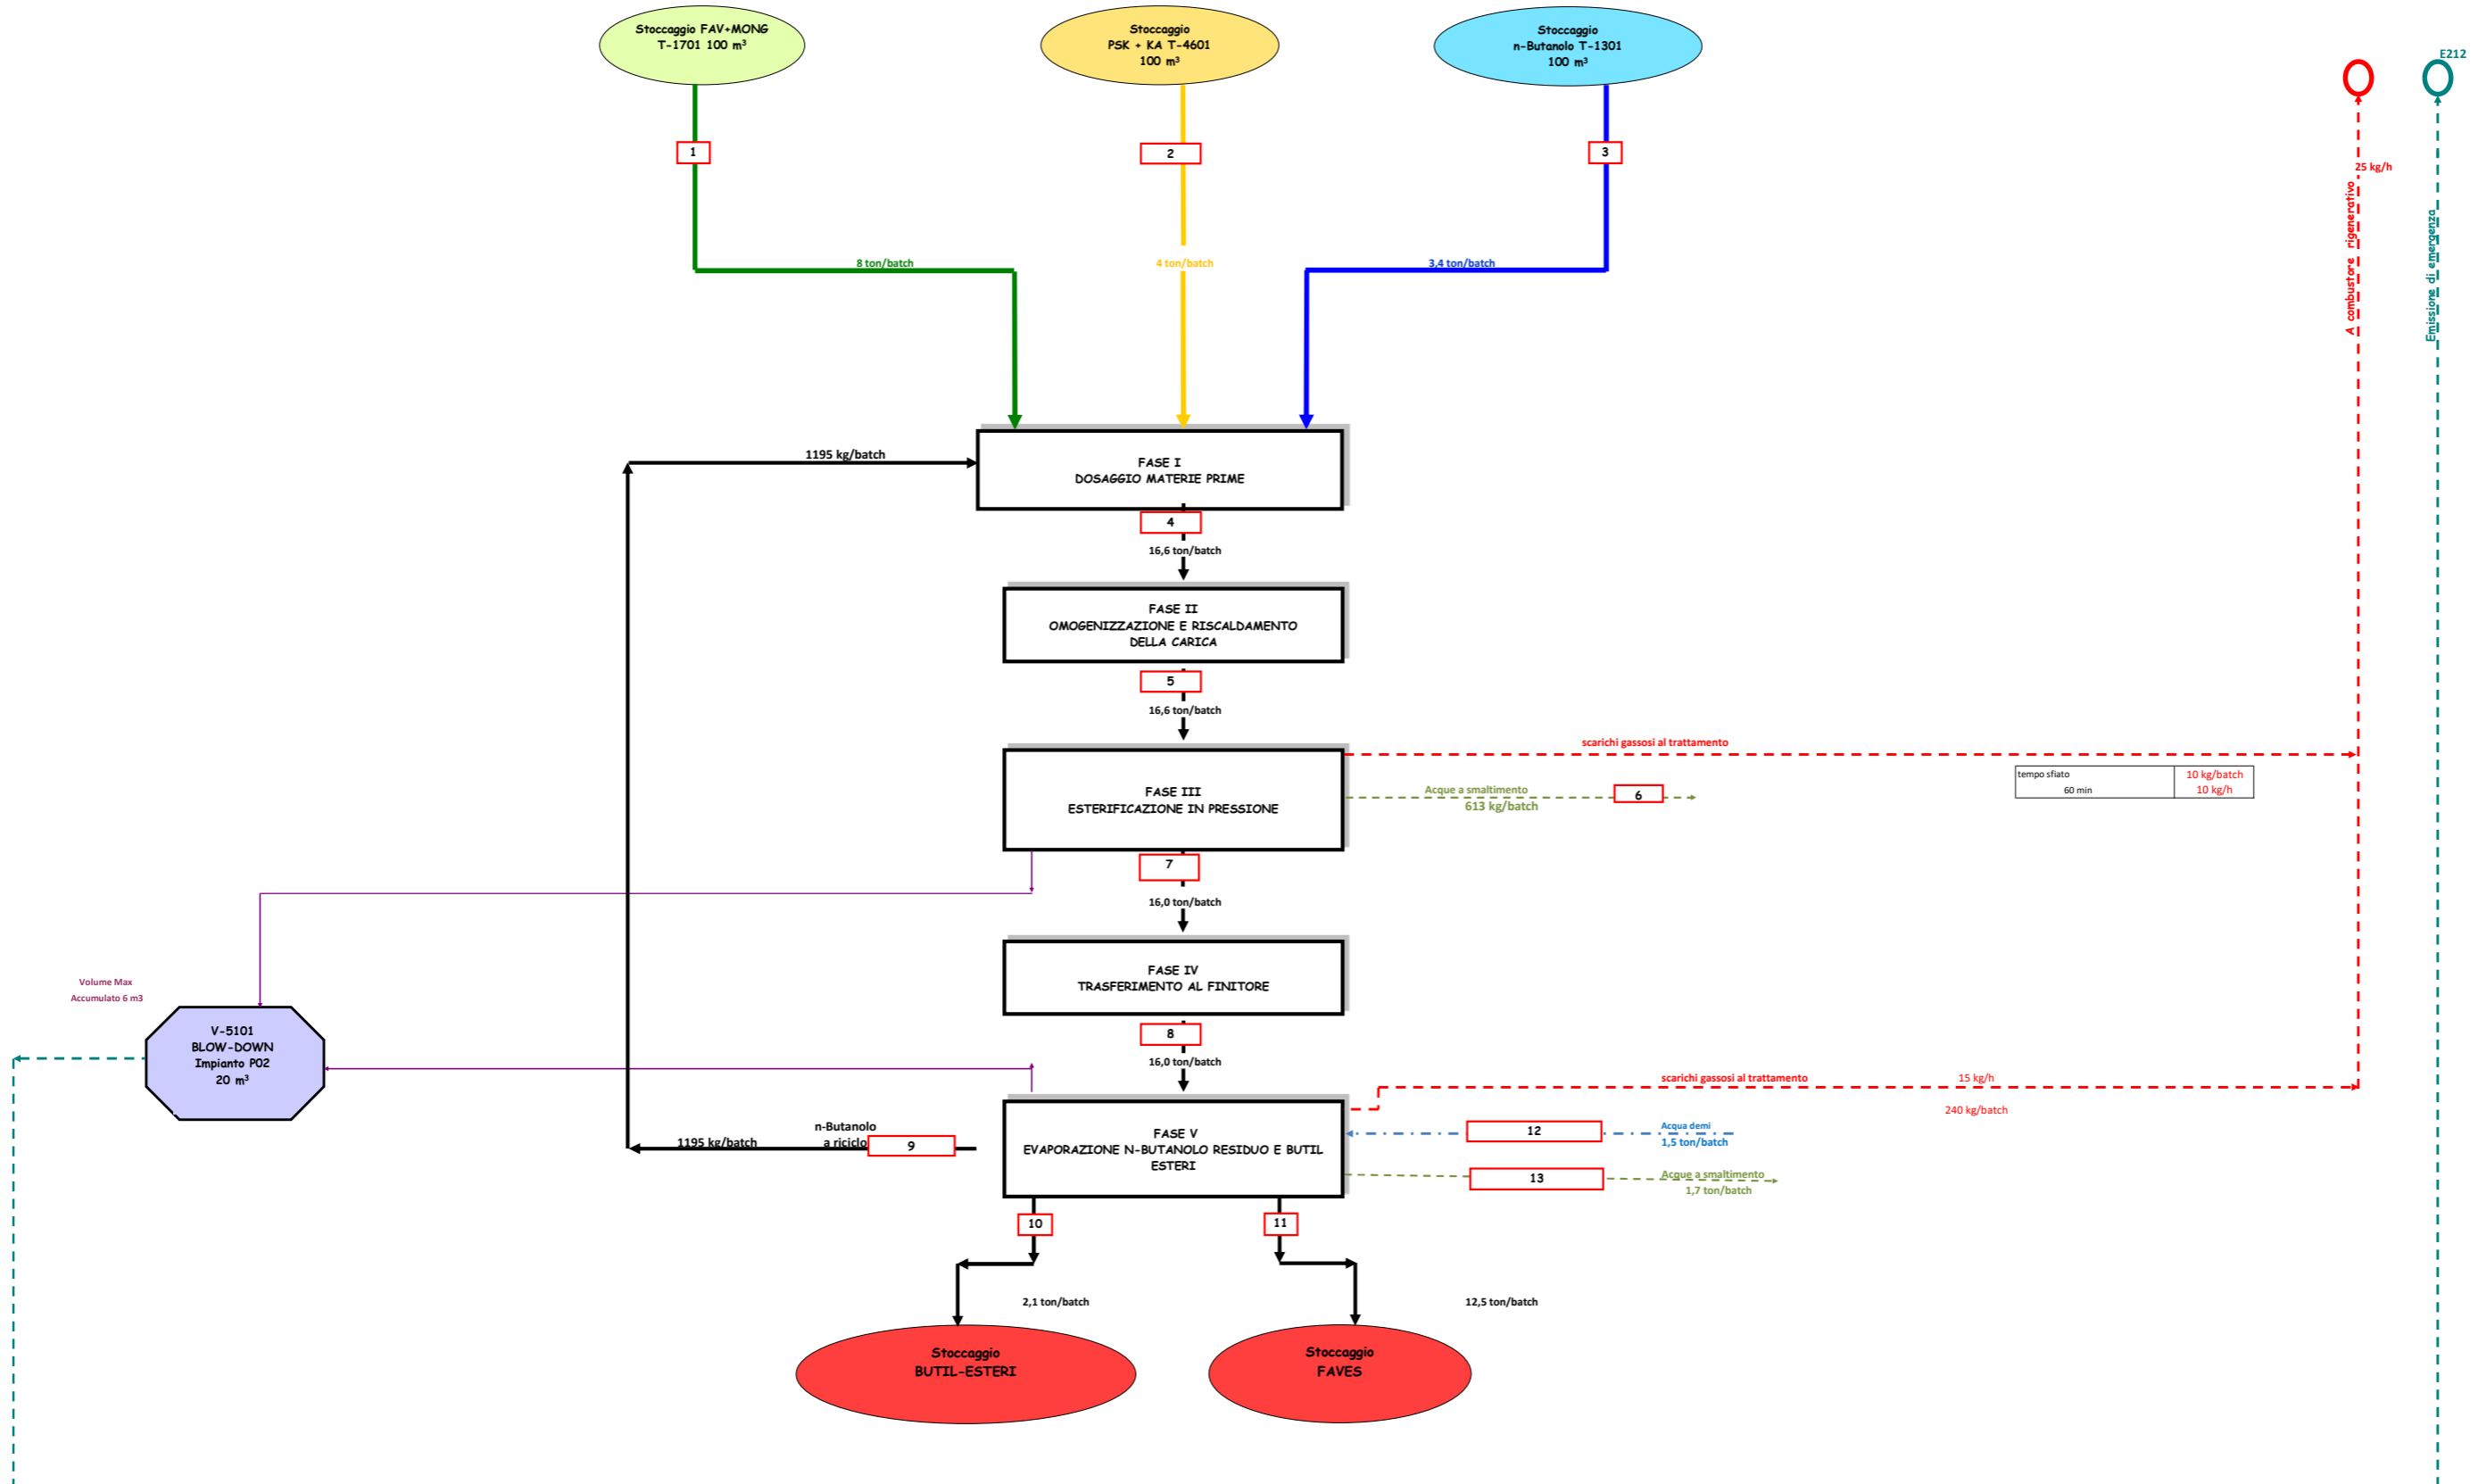 Stoccaggio FAV+MONG
T-1701 100 m³
Stoccaggio
PSK + KA T-4601
100 m³
Stoccaggio
n-Butanolo T-1301
100 m³
E212
1
2
3
25 kg/h
A combustore rigenerativo
Emissione di emergenza
8 ton/batch
4 ton/batch
3,4 ton/batch
1195 kg/batch
FASE I
DOSAGGIO MATERIE PRIME
4
16,6 ton/batch
FASE II
OMOGENIZZAZIONE E RISCALDAMENTO
DELLA CARICA
5
16,6 ton/batch
scarichi gassosi al trattamento
FASE III
ESTERIFICAZIONE IN PRESSIONE
Acque a smaltimento
613 kg/batch
6
tempo sfiato
60 min
10 kg/batch
10 kg/h
7
16,0 ton/batch
FASE IV
TRASFERIMENTO AL FINITORE
Volume Max
Accumulato 6 m3
V-5101
BLOW-DOWN
Impianto P02
20 m³
8
16,0 ton/batch
scarichi gassosi al trattamento
15 kg/h
240 kg/batch
FASE V
EVAPORAZIONE N-BUTANOLO RESIDUO E BUTIL
ESTERI
n-Butanolo
a riciclo
1195 kg/batch
9
12
Acqua demi
1,5 ton/batch
13
Acque a smaltimento
1,7 ton/batch
10
11
2,1 ton/batch
12,5 ton/batch
Stoccaggio
BUTIL-ESTERI
Stoccaggio
FAVES